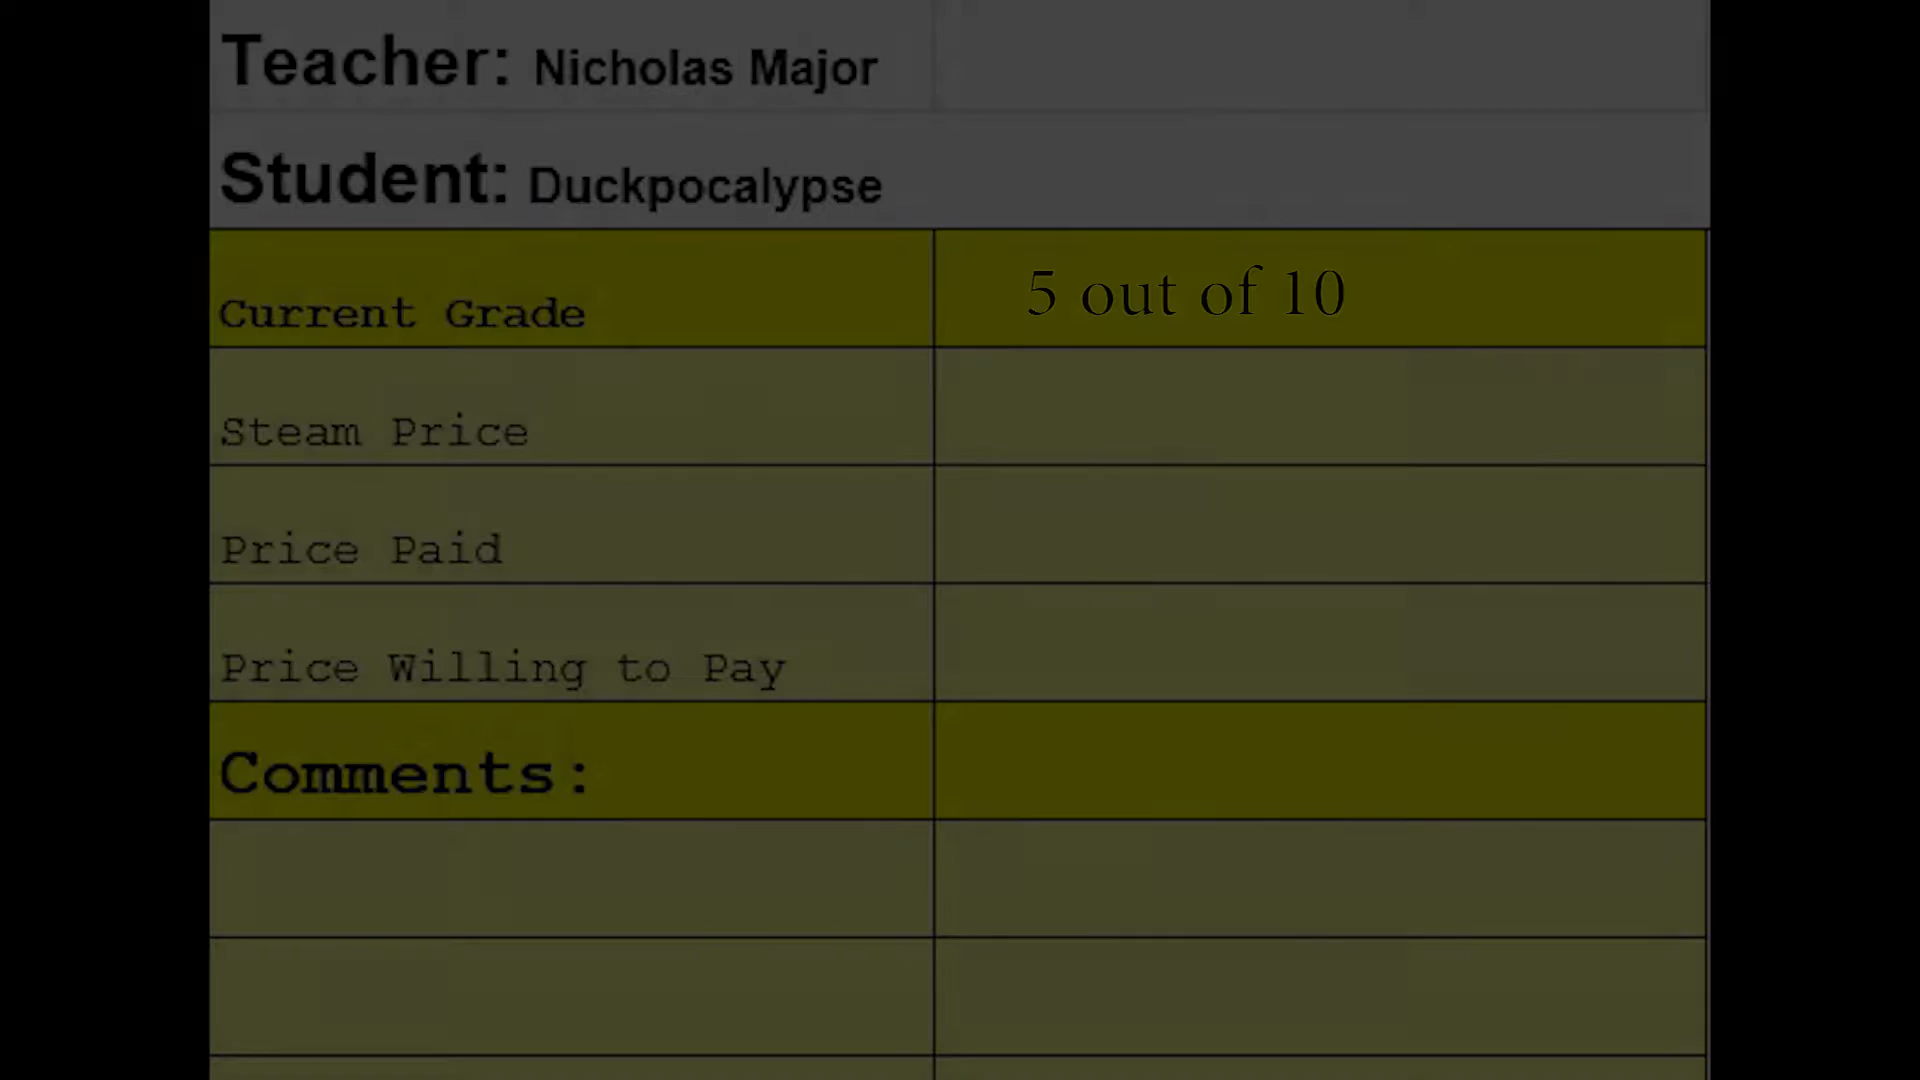 Teacher: Nicholas Major
Student: Duckpocalypse
Current Grade 5 out of 10
Steam Price
Price Paid
Price Willing to Pay
Comments: